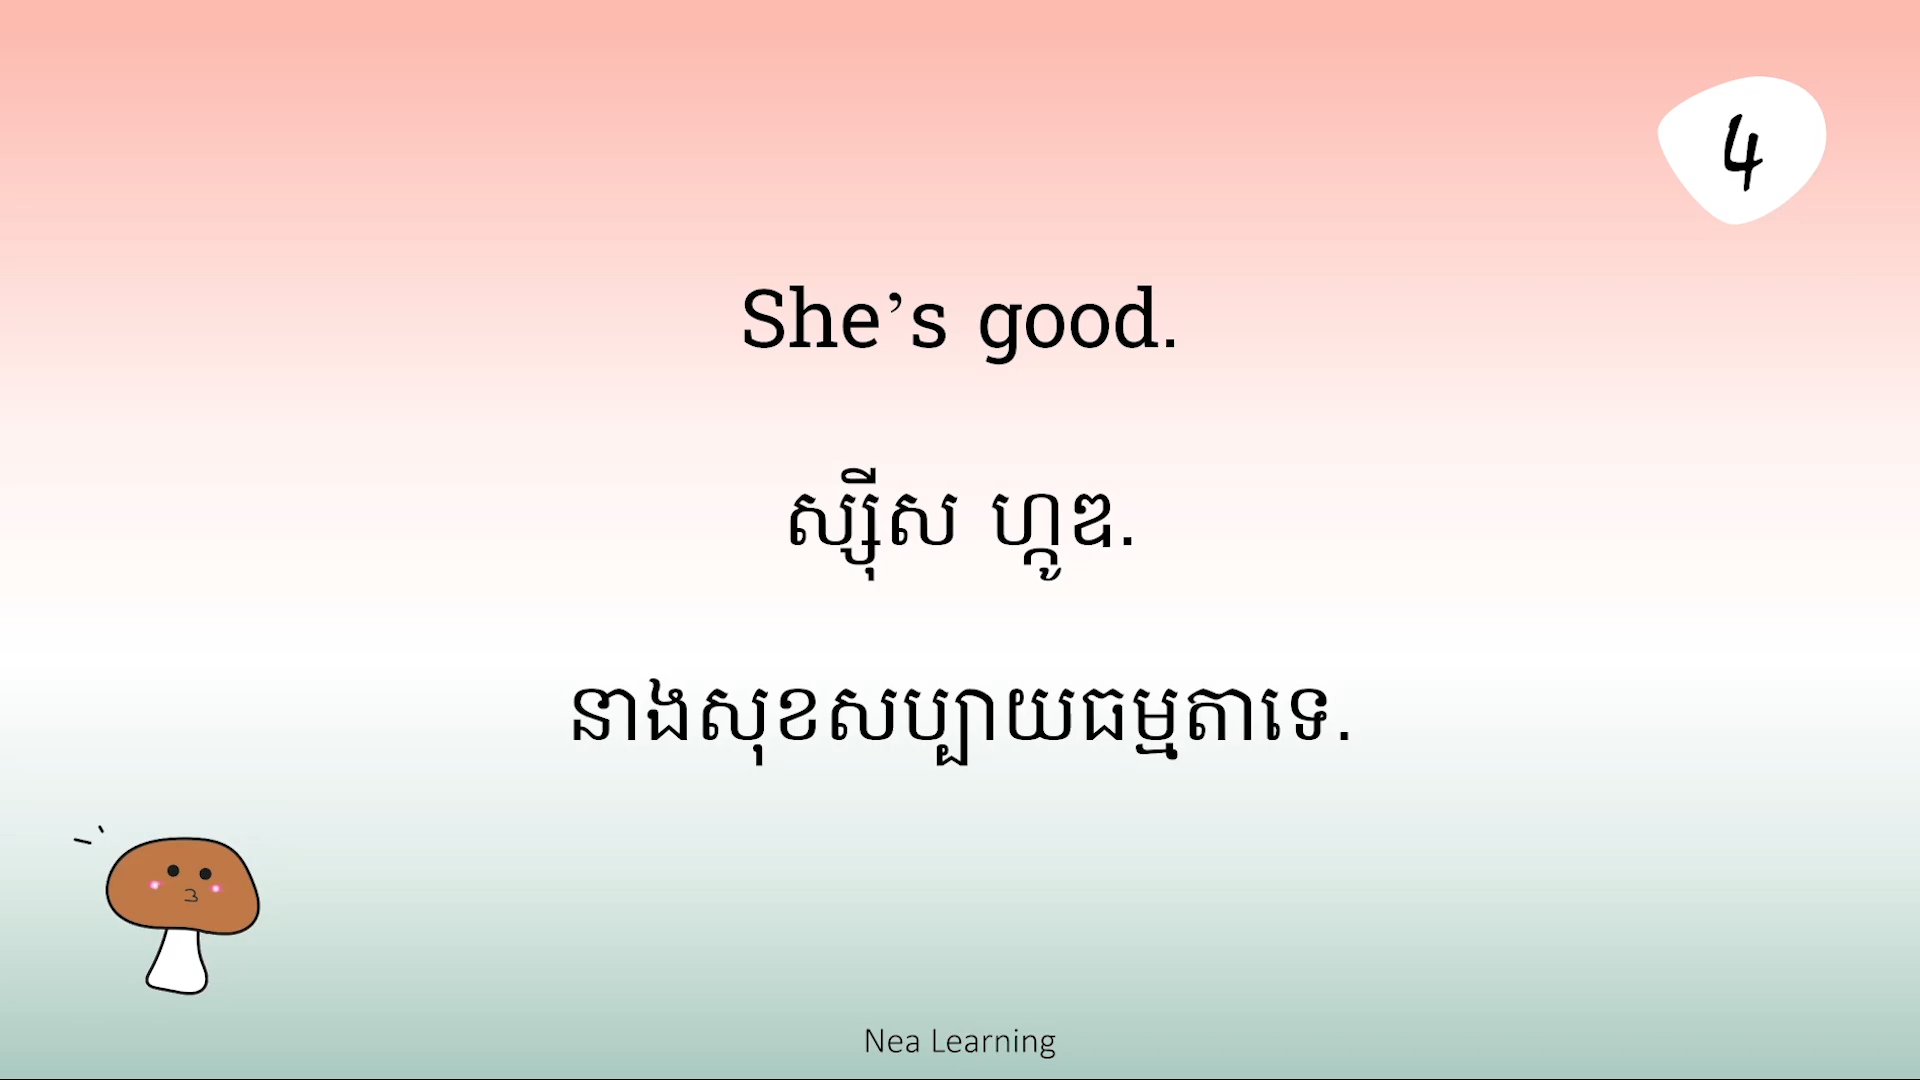 4
She’s good.
ស្ស៊ីស ហ្គូឌ.
នាងសុខសប្បាយធម្មតាទេ.
Nea Learning